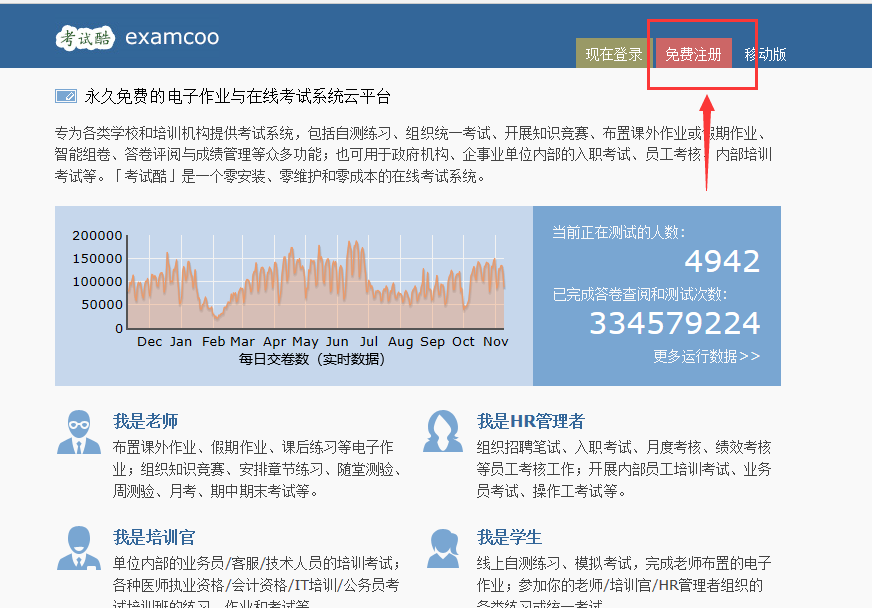 考试酷 examcoo
现在登录 免费注册 移动版
永久免费的电子作业与在线考试系统云平台
专为各类学校和培训机构提供考试系统，包括自测练习、组织统一考试、开展知识竞赛、布置课外作业或假期作业、
智能组卷、答卷评阅与成绩管理等众多功能；也可用于政府机构、企事业单位内部的入职考试、员工考核、内部培训
考试等。「考试酷」是一个零安装、零维护和零成本的在线考试系统。
200000
150000
100000
50000
0
Dec Jan Feb Mar Apr May Jun Jul Aug Sep Oct Nov
每日交卷数（实时数据）
当前正在测试的人数：
4942
已完成答卷查阅和测试次数：
334579224
更多运行数据>>
我是老师
布置课外作业、假期作业、课后练习等电子作
业；组织知识竞赛、安排章节练习、随堂测验、
周测验、月考、期中期末考试等。
我是HR管理者
组织招聘笔试、入职考试、月度考核、绩效考核
等员工考核工作；开展内部员工培训考试、业务
员考试、操作工考试等。
我是培训官
单位内部的业务员/客服/技术人员的培训考试；
各种医师执业资格/会计资格/IT培训/公务员考
试培训班的练习、作业和考试等
我是学生
线上自测练习、模拟考试，完成老师布置的电子
作业；参加你的老师/培训官/HR管理者组织的
各类练习或统一考试